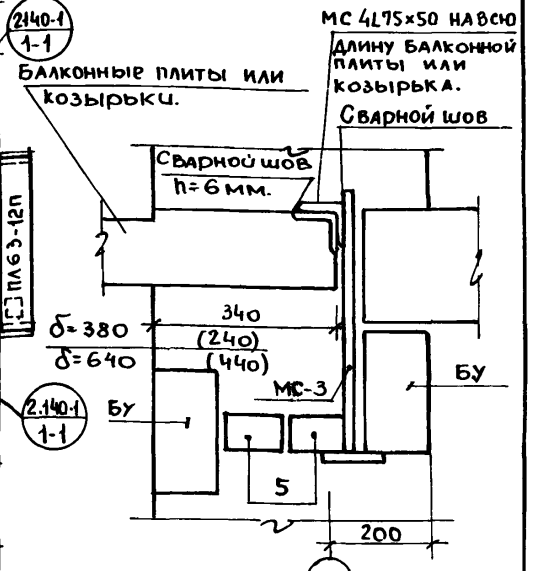 2140-1
1-1
МС 4L75×50 НА ВСЮ
ДЛИНУ БАЛКОННОЙ
ПЛИТЫ ИЛИ
КОЗЫРЬКА.
БАЛКОННЫЕ ПЛИТЫ ИЛИ
КОЗЫРЬКИ.
СВАРНОЙ ШОВ
СВАРНОЙ ШОВ
h=6 мм.
ПЛ63-12П
340
δ=380
(240)
δ=640
(440)
МС-3
БУ
2.140-1
1-1
БУ
5
200